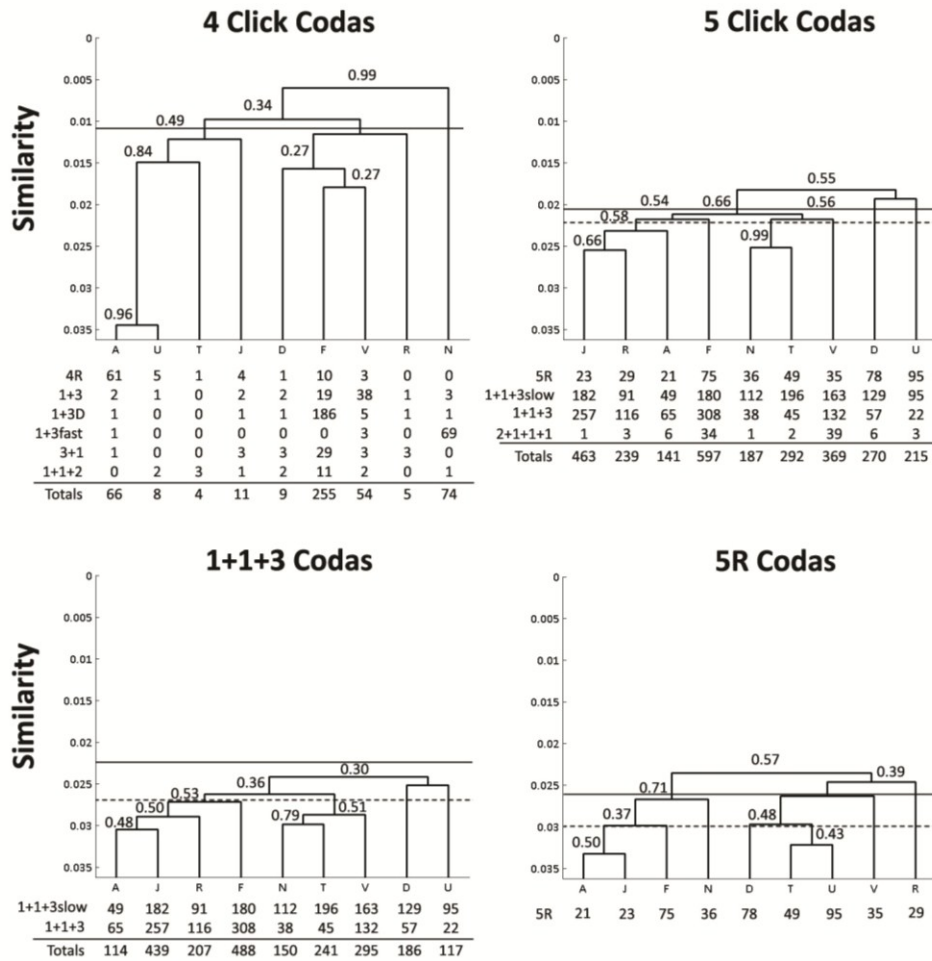 4 Click Codas
Similarity
0
0.005
0.01
0.015
0.02
0.025
0.03
0.035
0.99
0.34
0.49
0.84
0.27
0.27
0.96
A U T J D F V R N
4R 61 5 1 4 1 10 3 0 0
1+3 2 1 0 2 2 19 38 1 3
1+3D 1 0 0 1 1 186 5 1 1
1+3fast 1 0 0 0 0 0 3 0 69
3+1 1 0 0 3 3 29 3 3 0
1+1+2 0 2 3 1 2 11 2 0 1
Totals 66 8 4 11 9 255 54 5 74
5 Click Codas
0
0.005
0.01
0.015
0.02
0.025
0.03
0.035
0.55
0.54 0.66 0.56
0.58
0.66 0.99
J R A F N T V D U
5R 23 29 21 75 36 49 35 78 95
1+1+3slow 182 91 49 180 112 196 163 129 95
1+1+3 257 116 65 308 38 45 132 57 22
2+1+1+1 1 3 6 34 1 2 39 6 3
Totals 463 239 141 597 187 292 369 270 215
1+1+3 Codas
Similarity
0
0.005
0.01
0.015
0.02
0.025
0.03
0.035
0.30
0.36
0.53
0.50 0.51
0.48 0.79
A J R F N T V D U
1+1+3slow 49 182 91 180 112 196 163 129 95
1+1+3 65 257 116 308 38 45 132 57 22
Totals 114 439 207 488 150 241 295 186 117
5R Codas
0
0.005
0.01
0.015
0.02
0.025
0.03
0.035
0.57
0.71 0.39
0.37 0.48
0.50 0.43
A J F N D T U V R
5R 21 23 75 36 78 49 95 35 29